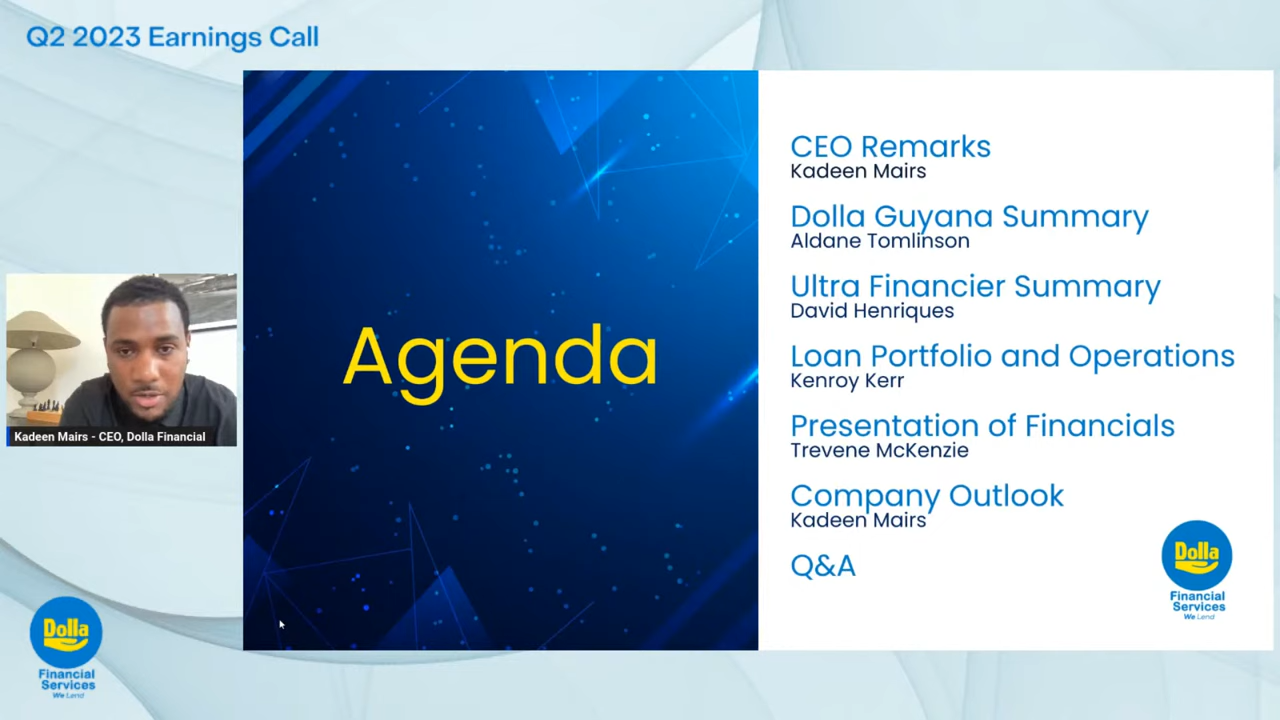 Q2 2023 Earnings Call
Agenda
CEO Remarks
Kadeen Mairs
Dolla Guyana Summary
Aldane Tomlinson
Ultra Financier Summary
David Henriques
Loan Portfolio and Operations
Kenroy Kerr
Presentation of Financials
Trevene McKenzie
Company Outlook
Kadeen Mairs
Q&A
Dolla
Financial
Services
We Lend
Kadeen Mairs - CEO, Dolla Financial
Dolla
Financial
Services
We Lend